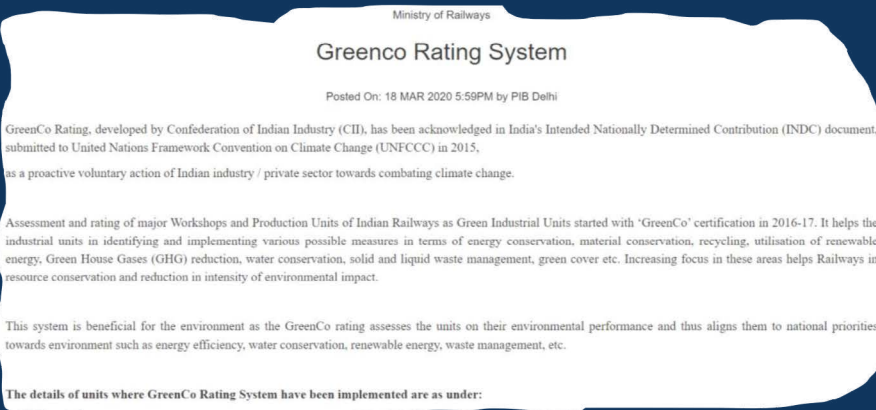 Ministry of Railways
Greenco Rating System
Posted On: 18 MAR 2020 5:59PM by PIB Delhi
GreenCo Rating, developed by Confederation of Indian Industry (CII), has been acknowledged in India's Intended Nationally Determined Contribution (INDC) document,
submitted to United Nations Framework Convention on Climate Change (UNFCCC) in 2015,
as a proactive voluntary action of Indian industry / private sector towards combating climate change.
Assessment and rating of major Workshops and Production Units of Indian Railways as Green Industrial Units started with ‘GreenCo’ certification in 2016-17. It helps the
industrial units in identifying and implementing various possible measures in terms of energy conservation, material conservation, recycling, utilisation of renewable
energy, Green House Gases (GHG) reduction, water conservation, solid and liquid waste management, green cover etc. Increasing focus in these areas helps Railways in
resource conservation and reduction in intensity of environmental impact.
This system is beneficial for the environment as the GreenCo rating assesses the units on their environmental performance and thus aligns them to national priorities
towards environment such as energy efficiency, water conservation, renewable energy, waste management, etc.
The details of units where GreenCo Rating System have been implemented are as under: